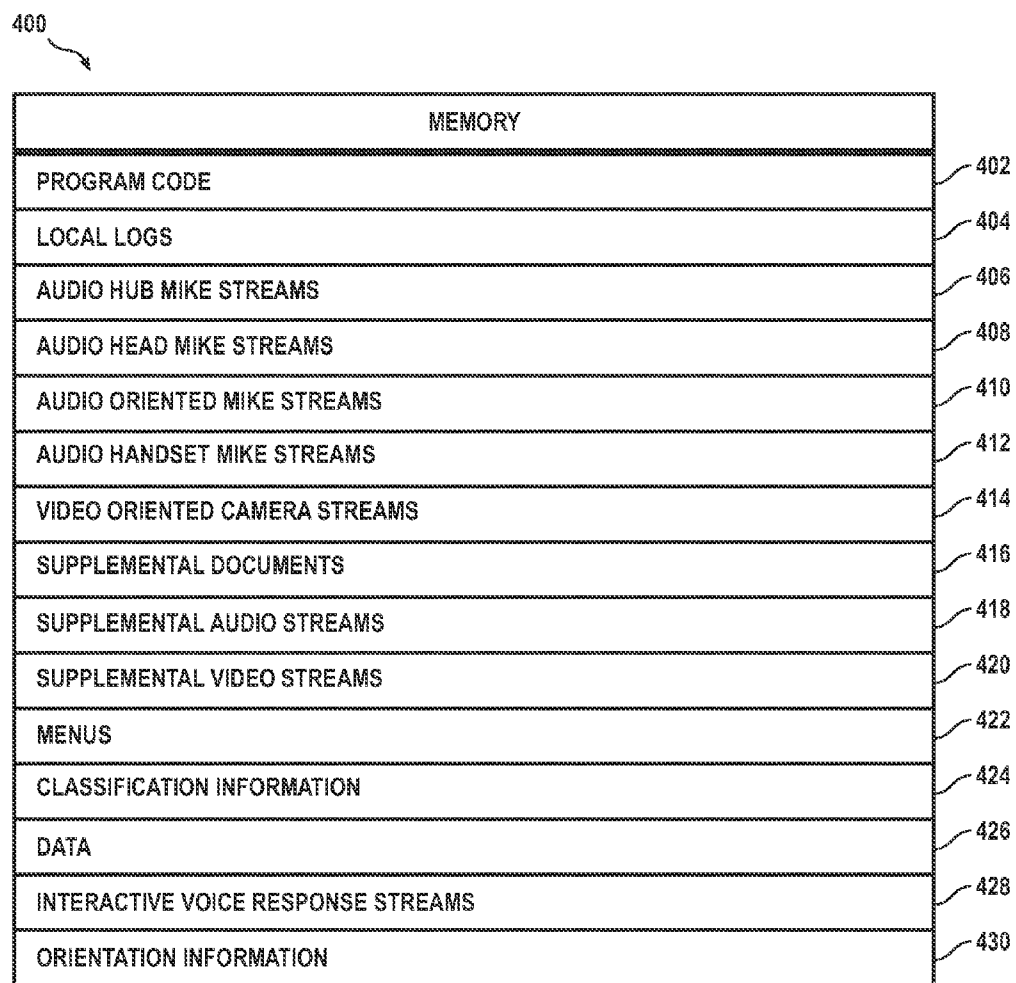 400
MEMORY
PROGRAM CODE 402
LOCAL LOGS 404
AUDIO HUB MIKE STREAMS 406
AUDIO HEAD MIKE STREAMS 408
AUDIO ORIENTED MIKE STREAMS 410
AUDIO HANDSET MIKE STREAMS 412
VIDEO ORIENTED CAMERA STREAMS 414
SUPPLEMENTAL DOCUMENTS 416
SUPPLEMENTAL AUDIO STREAMS 418
SUPPLEMENTAL VIDEO STREAMS 420
MENUS 422
CLASSIFICATION INFORMATION 424
DATA 426
INTERACTIVE VOICE RESPONSE STREAMS 428
ORIENTATION INFORMATION 430